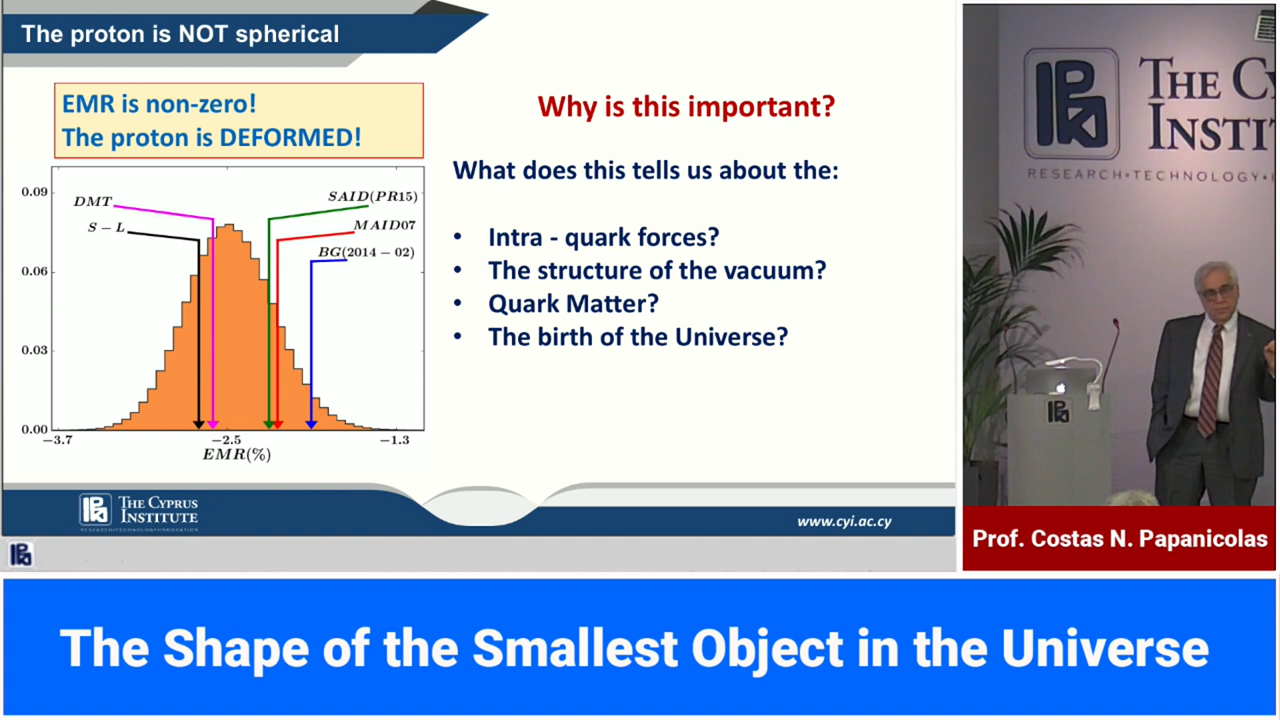 The proton is NOT spherical
EMR is non-zero!
The proton is DEFORMED!
Why is this important?
What does this tells us about the:
• Intra - quark forces?
• The structure of the vacuum?
• Quark Matter?
• The birth of the Universe?
0.09
0.06
0.03
0.00
DMT
S − L
SAID(PR15)
MAID07
BG(2014 − 02)
−3.7
−2.5
−1.3
EMR(%)
THE CYPRUS
INSTITUTE
RESEARCH•TECHNOLOGY•INNOVATION
www.cyi.ac.cy
THE CY
INSTI
RESEARCH•TECHNOLOGY•I
Prof. Costas N. Papanicolas
The Shape of the Smallest Object in the Universe